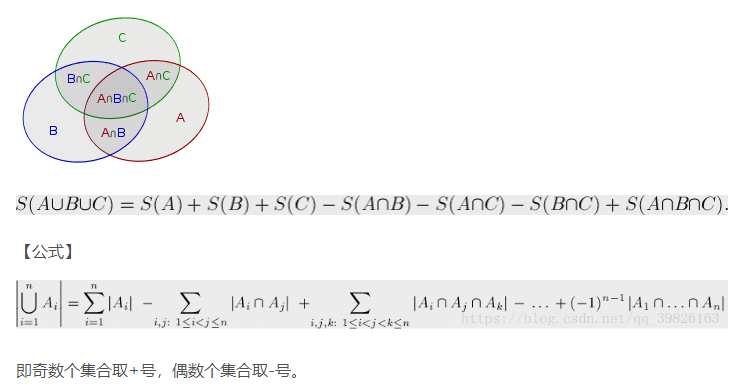 C
B∩C
A∩C
A∩B∩C
B
A
A∩B
S(A∪B∪C) = S(A) + S(B) + S(C) − S(A∩B) − S(A∩C) − S(B∩C) + S(A∩B∩C).
【公式】
|⋃_{i=1}^{n} A_i| = ∑_{i=1}^{n} |A_i| − ∑_{i,j: 1≤i<j≤n} |A_i ∩ A_j| + ∑_{i,j,k: 1≤i<j<k≤n} |A_i ∩ A_j ∩ A_k| − … + (−1)^{n−1} |A_1 ∩ … ∩ A_n|
https://blog.csdn.net/qq_39826163
即奇数个集合取+号，偶数个集合取-号。